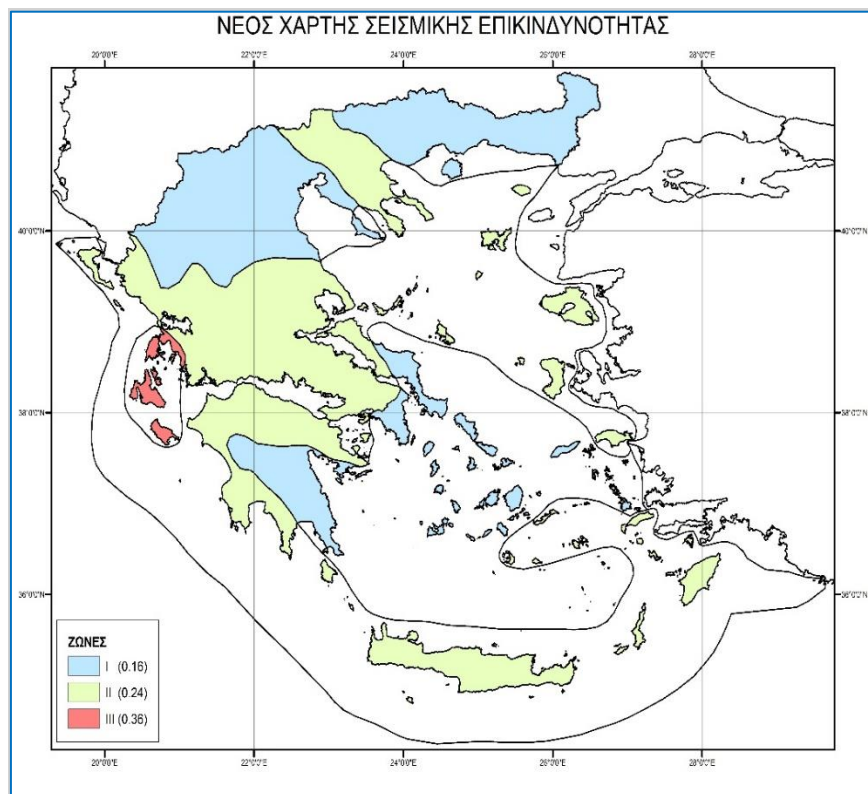 ΝΕΟΣ ΧΑΡΤΗΣ ΣΕΙΣΜΙΚΗΣ ΕΠΙΚΙΝΔΥΝΟΤΗΤΑΣ
20°0'0"E 22°0'0"E 24°0'0"E 26°0'0"E 28°0'0"E
40°0'0"N 40°0'0"N
38°0'0"N 38°0'0"N
36°0'0"N 36°0'0"N
ΖΩΝΕΣ
I (0.16)
II (0.24)
III (0.36)
20°0'0"E 22°0'0"E 24°0'0"E 26°0'0"E 28°0'0"E